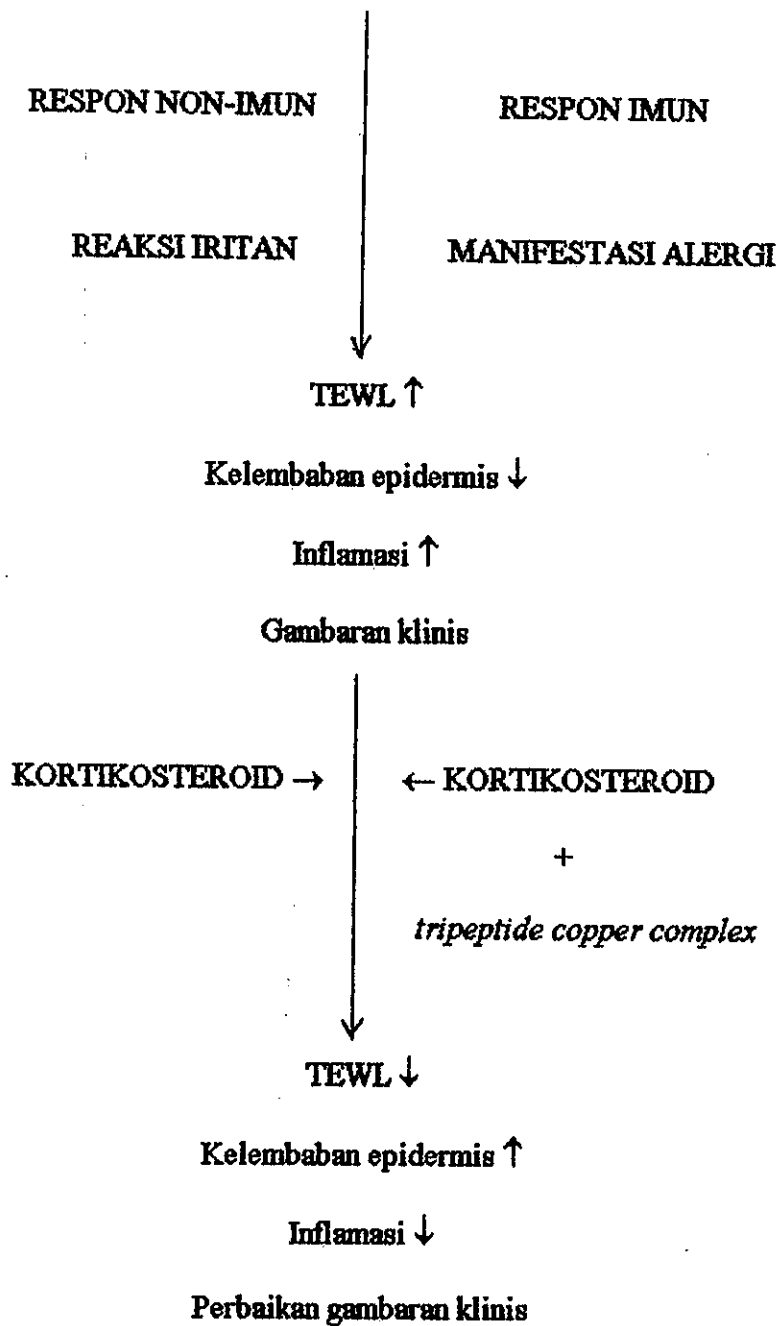 RESPON NON-IMUN RESPON IMUN
REAKSI IRITAN MANIFESTASI ALERGI
TEWL ↑
Kelembaban epidermis ↓
Inflamasi ↑
Gambaran klinis
KORTIKOSTEROID → ← KORTIKOSTEROID
+
tripeptide copper complex
TEWL ↓
Kelembaban epidermis ↑
Inflamasi ↓
Perbaikan gambaran klinis